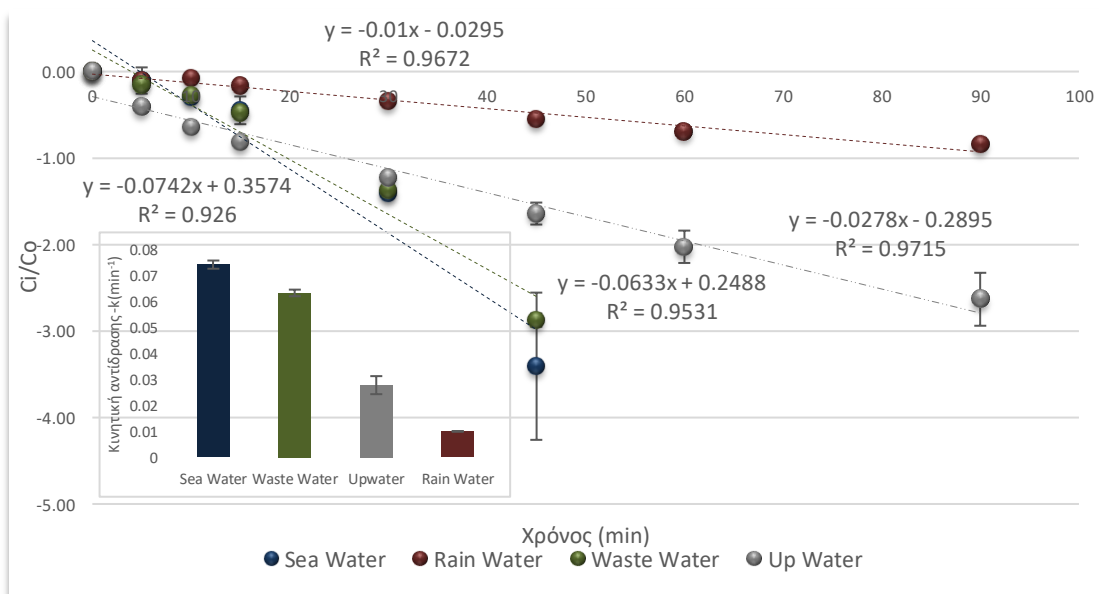 y = -0.01x - 0.0295
R² = 0.9672
0.00
0 10 20 30 40 50 60 70 80 90 100
-1.00
y = -0.0742x + 0.3574
R² = 0.926
y = -0.0278x - 0.2895
R² = 0.9715
-2.00
Ci/Co
y = -0.0633x + 0.2488
R² = 0.9531
-3.00
-4.00
-5.00
Κινητική αντίδρασης -k(min⁻¹)
0.08
0.07
0.06
0.05
0.04
0.03
0.02
0.01
0
Sea Water Waste Water Upwater Rain Water
Χρόνος (min)
Sea Water Rain Water Waste Water Up Water